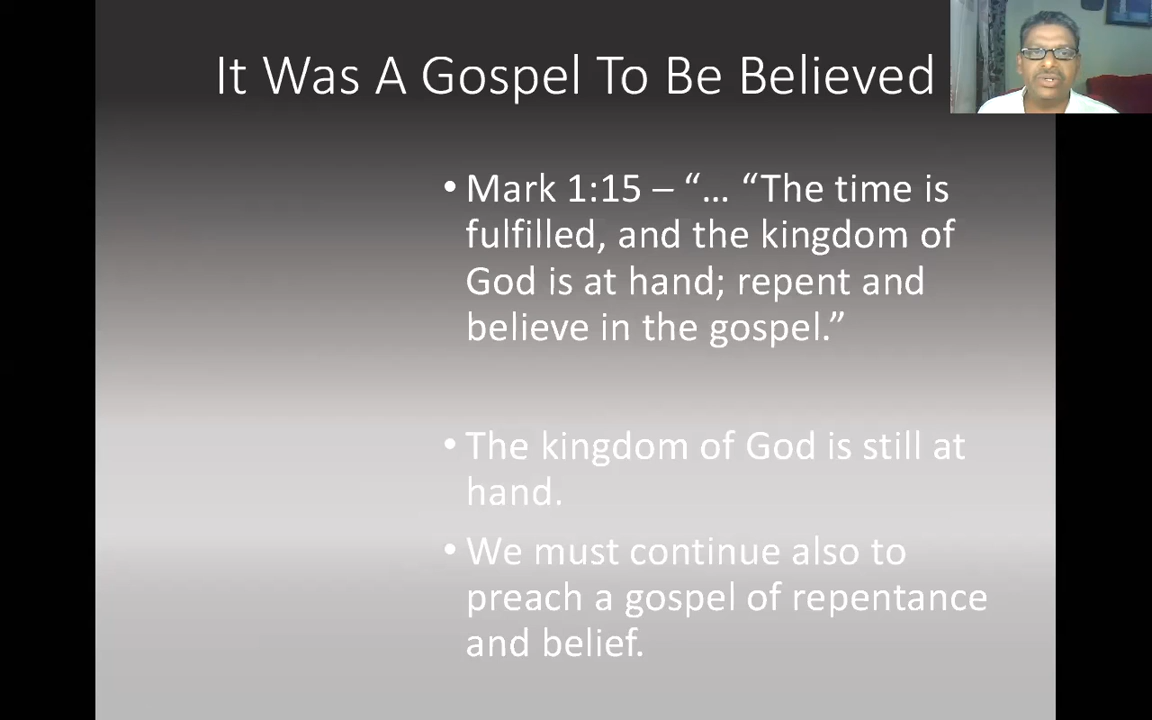 It Was A Gospel To Be Believed
• Mark 1:15 – “... “The time is
fulfilled, and the kingdom of
God is at hand; repent and
believe in the gospel.”
• The kingdom of God is still at
hand.
• We must continue also to
preach a gospel of repentance
and belief.